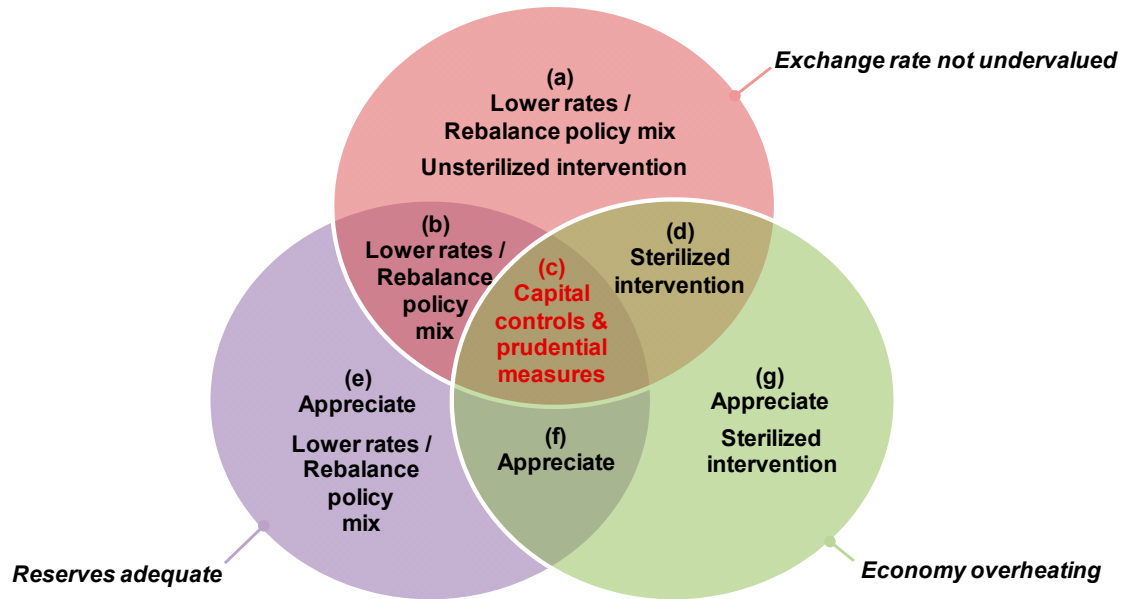 Exchange rate not undervalued
(a)
Lower rates /
Rebalance policy mix
Unsterilized intervention
(b)
Lower rates /
Rebalance
policy
mix
(c)
Capital
controls &
prudential
measures
(d)
Sterilized
intervention
(e)
Appreciate
Lower rates /
Rebalance
policy
mix
(f)
Appreciate
(g)
Appreciate
Sterilized
intervention
Reserves adequate
Economy overheating